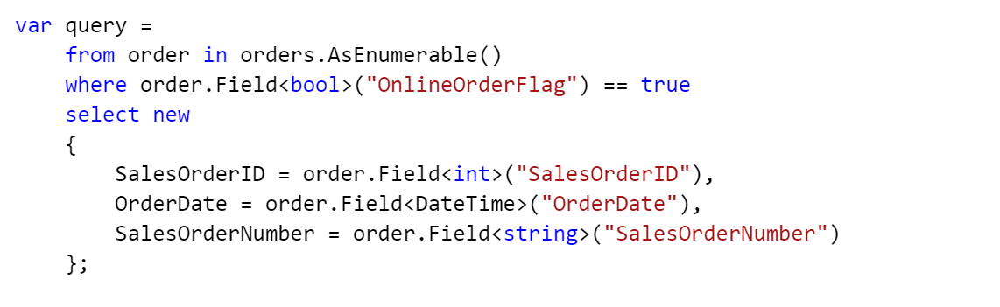 var query =
    from order in orders.AsEnumerable()
    where order.Field<bool>("OnlineOrderFlag") == true
    select new
    {
        SalesOrderID = order.Field<int>("SalesOrderID"),
        OrderDate = order.Field<DateTime>("OrderDate"),
        SalesOrderNumber = order.Field<string>("SalesOrderNumber")
    };